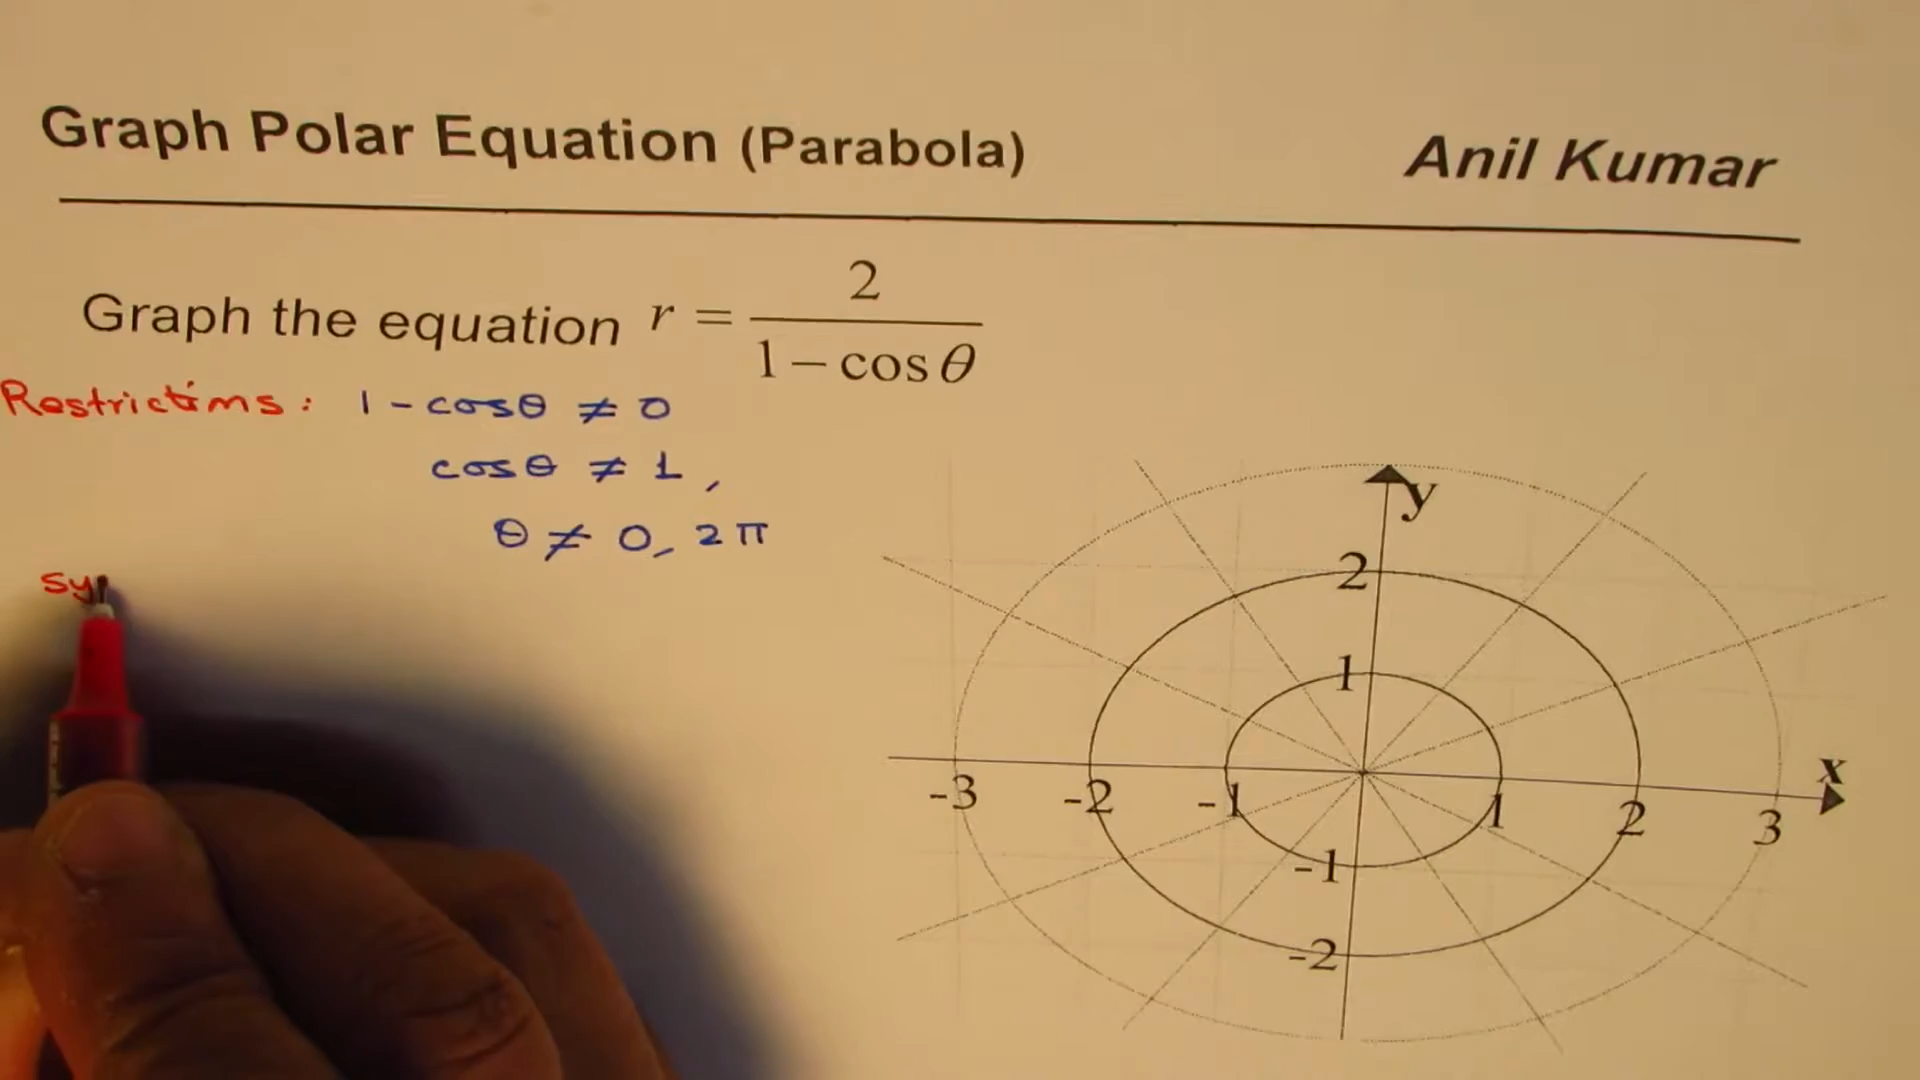 Graph Polar Equation (Parabola) Anil Kumar
Graph the equation r = 2 / (1 − cos θ)
Restrictions: 1 - cosθ ≠ 0
cosθ ≠ 1,
θ ≠ 0, 2π
Sy
y
2
1
x
-3 -2 -1 1 2 3
-1
-2